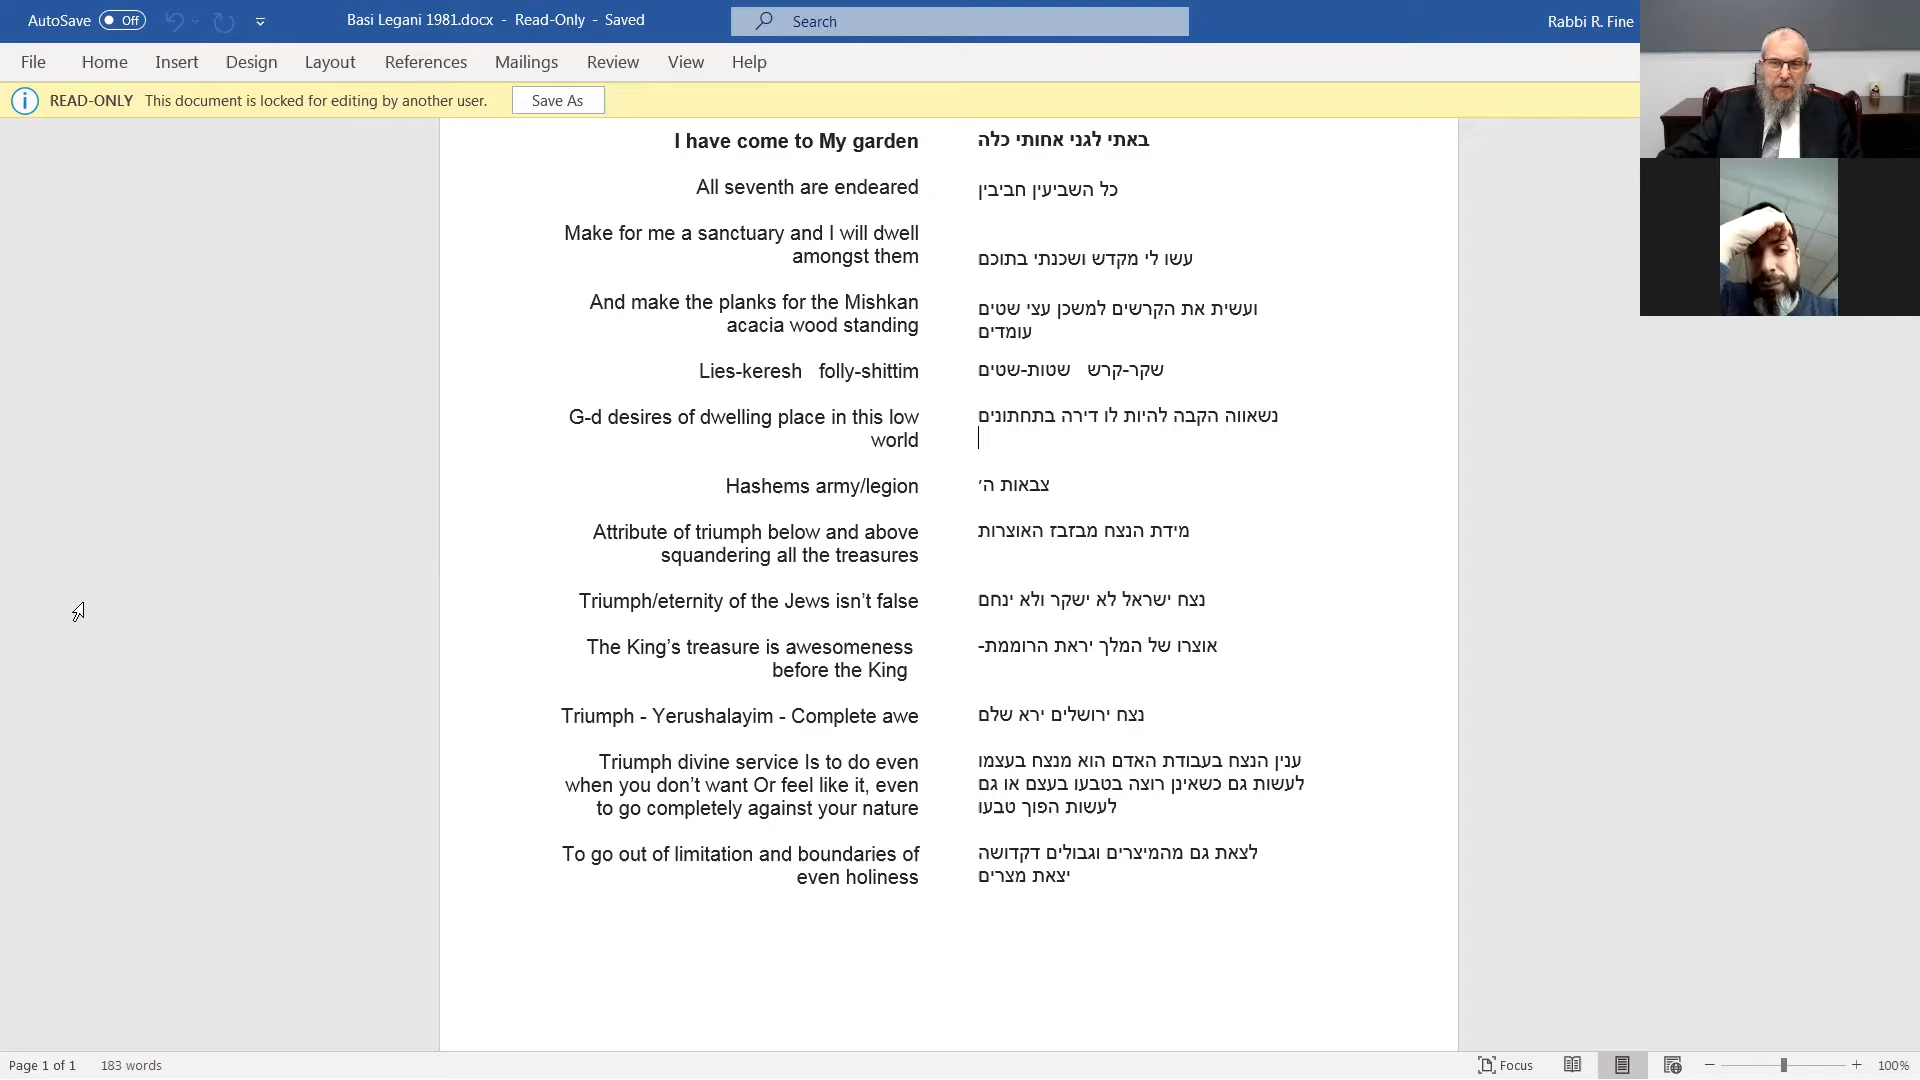 AutoSave Off Basi Legani 1981.docx - Read-Only - Saved Search Rabbi R. Fine
File Home Insert Design Layout References Mailings Review View Help
READ-ONLY This document is locked for editing by another user. Save As
I have come to My garden
באתי לגני אחותי כלה
All seventh are endeared
כל השביעין חביבין
Make for me a sanctuary and I will dwell
amongst them
עשו לי מקדש ושכנתי בתוכם
And make the planks for the Mishkan
acacia wood standing
ועשית את הקרשים למשכן עצי שטים
עומדים
Lies-keresh folly-shittim
שקר-קרש שטות-שטים
G-d desires of dwelling place in this low
world
נשאווה הקבה להיות לו דירה בתחתונים
Hashems army/legion
צבאות ה׳
Attribute of triumph below and above
squandering all the treasures
מידת הנצח מבזבז האוצרות
Triumph/eternity of the Jews isn’t false
נצח ישראל לא ישקר ולא ינחם
The King’s treasure is awesomeness
before the King
אוצרו של המלך יראת הרוממת-
Triumph - Yerushalayim - Complete awe
נצח ירושלים ירא שלם
Triumph divine service Is to do even
when you don’t want Or feel like it, even
to go completely against your nature
ענין הנצח בעבודת האדם הוא מנצח בעצמו
לעשות גם כשאינן רוצה בטבעו בעצם או גם
לעשות הפוך טבעו
To go out of limitation and boundaries of
even holiness
לצאת גם מהמיצרים וגבולים דקדושה
יצאת מצרים
Page 1 of 1 183 words Focus 100%